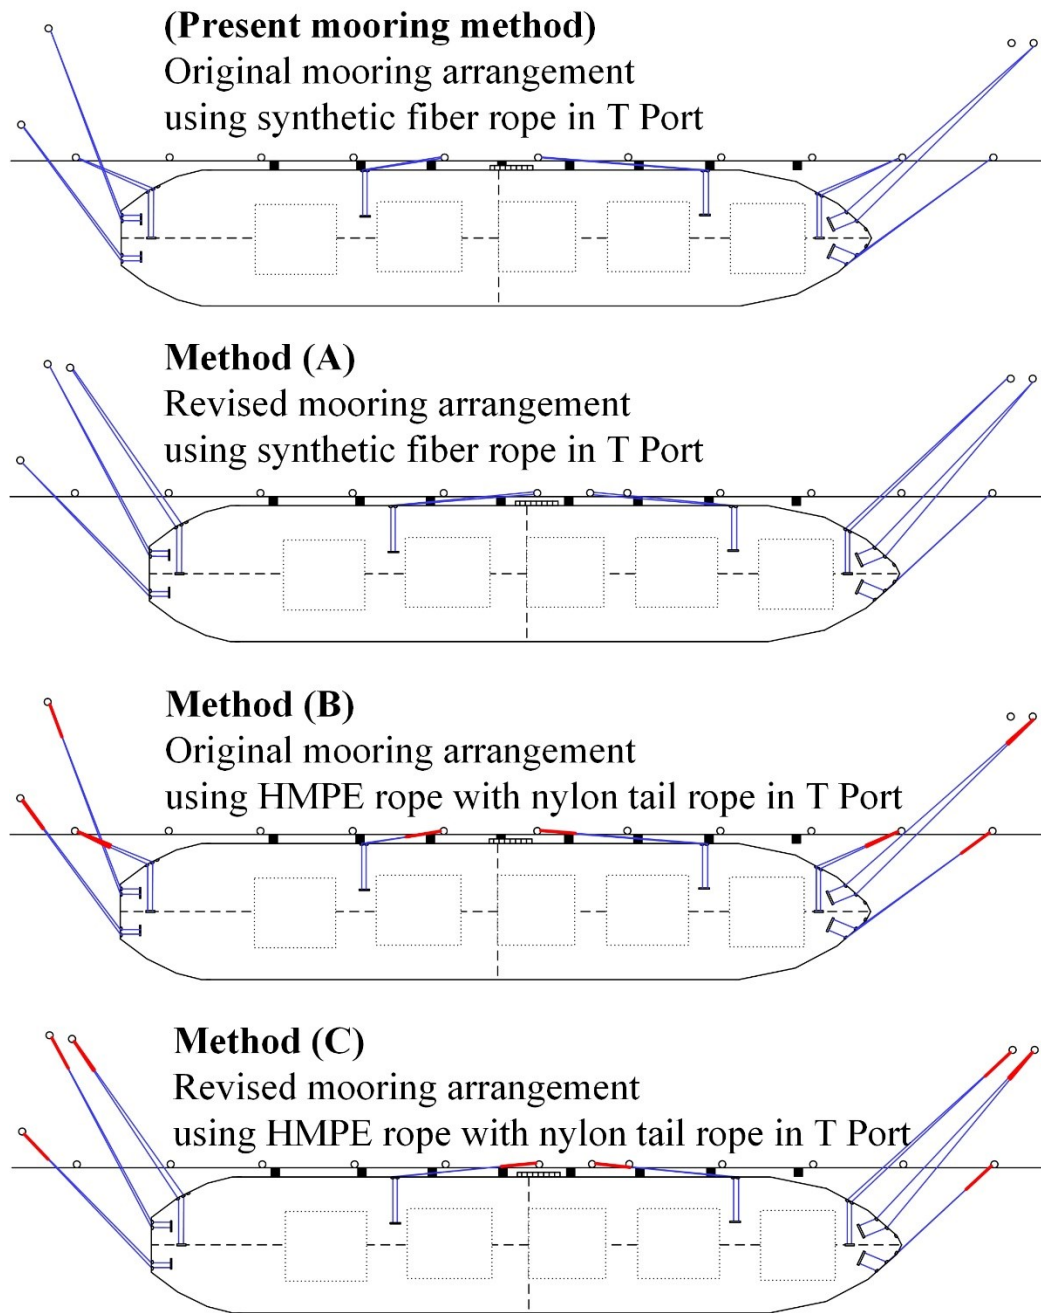 (Present mooring method)
Original mooring arrangement
using synthetic fiber rope in T Port
Method (A)
Revised mooring arrangement
using synthetic fiber rope in T Port
Method (B)
Original mooring arrangement
using HMPE rope with nylon tail rope in T Port
Method (C)
Revised mooring arrangement
using HMPE rope with nylon tail rope in T Port